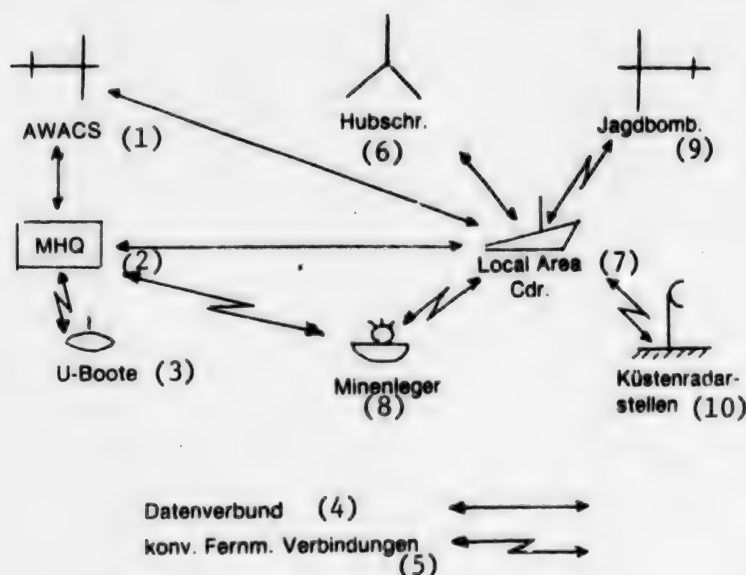 AWACS (1)
Hubschr.
(6)
Jagdbomb.
(9)
MHQ
(2)
Local Area (7)
Cdr.
U-Boote (3)
Minenleger
(8)
Küstenradar-
stellen (10)
Datenverbund (4)
konv. Fernm. Verbindungen
(5)